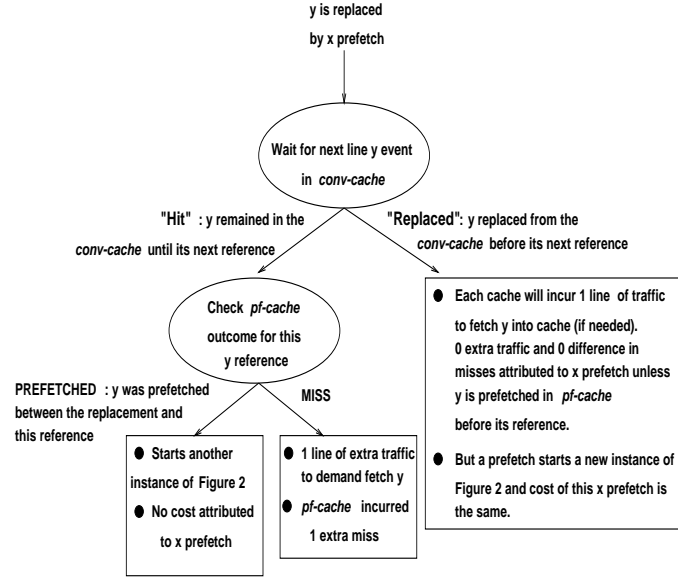 y is replaced
by x prefetch
Wait for next line y event
in conv-cache
"Hit" : y remained in the
conv-cache until its next reference
"Replaced": y replaced from the
conv-cache before its next reference
Check pf-cache
outcome for this
y reference
PREFETCHED : y was prefetched
between the replacement and
this reference
MISS
● Starts another
instance of Figure 2
● No cost attributed
to x prefetch
● 1 line of extra traffic
to demand fetch y
● pf-cache incurred
1 extra miss
● Each cache will incur 1 line of traffic
to fetch y into cache (if needed).
0 extra traffic and 0 difference in
misses attributed to x prefetch unless
y is prefetched in pf-cache
before its reference.
● But a prefetch starts a new instance of
Figure 2 and cost of this x prefetch is
the same.